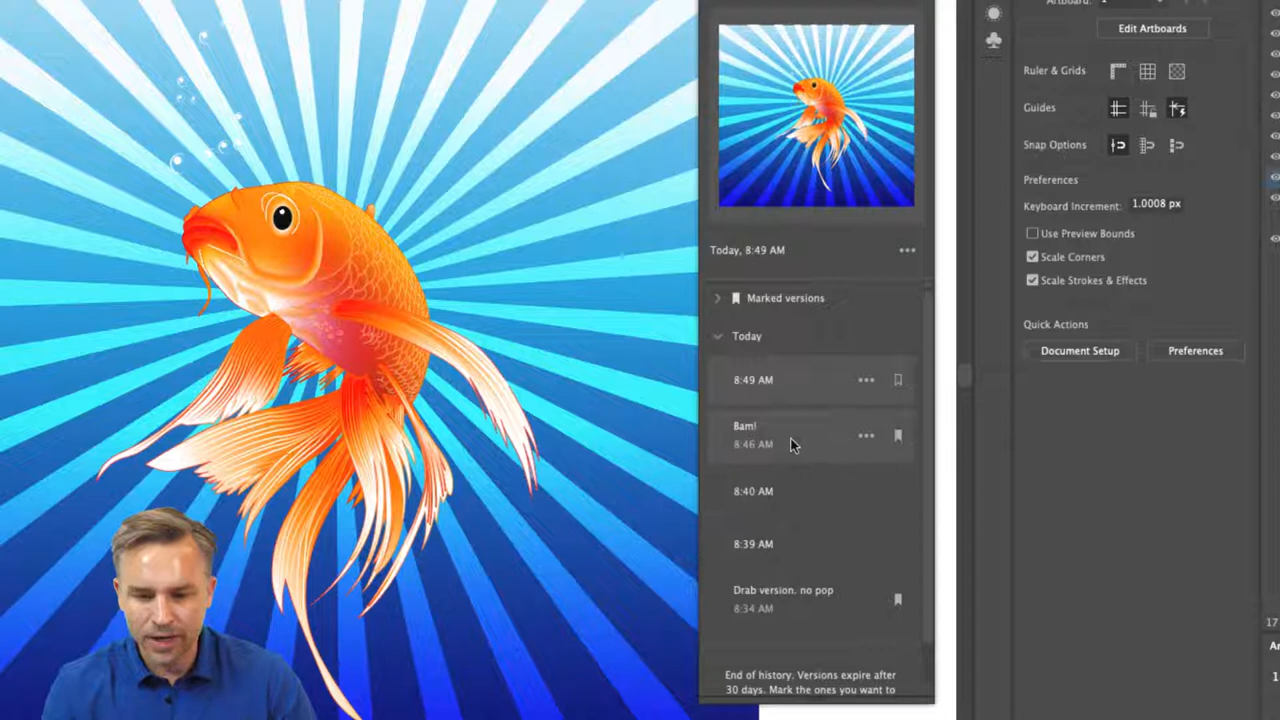 Today, 8:49 AM
Marked versions
Today
8:49 AM
Bam!
8:46 AM
8:40 AM
8:39 AM
Drab version. no pop
8:34 AM
End of history. Versions expire after
30 days. Mark the ones you want to
Edit Artboards
Ruler & Grids
Guides
Snap Options
Preferences
Keyboard Increment: 1.0008 px
Use Preview Bounds
Scale Corners
Scale Strokes & Effects
Quick Actions
Document Setup
Preferences
17
1